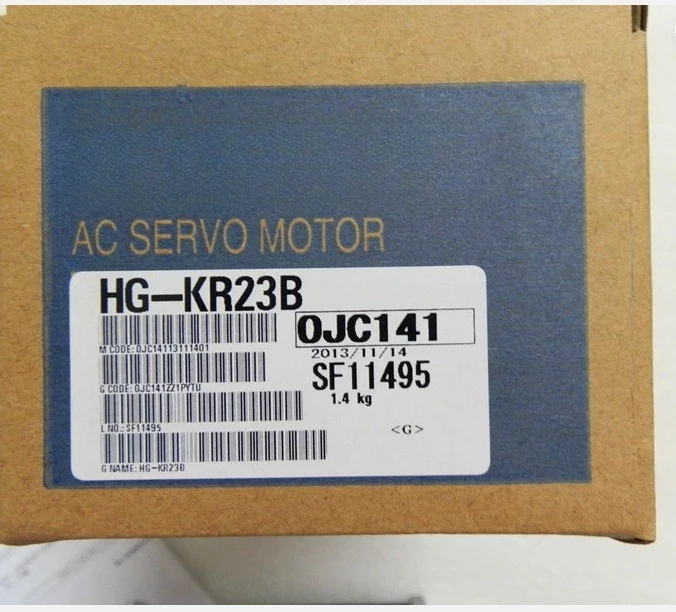 AC SERVO MOTOR
HG-KR23B
0JC141
M CODE: 0JC14113111401
2013/11/14
SF11495
G CODE: 0JC141Z21PYTU
1.4 kg
L NO.: SF11495
<G>
G NAME: HG-KR23B